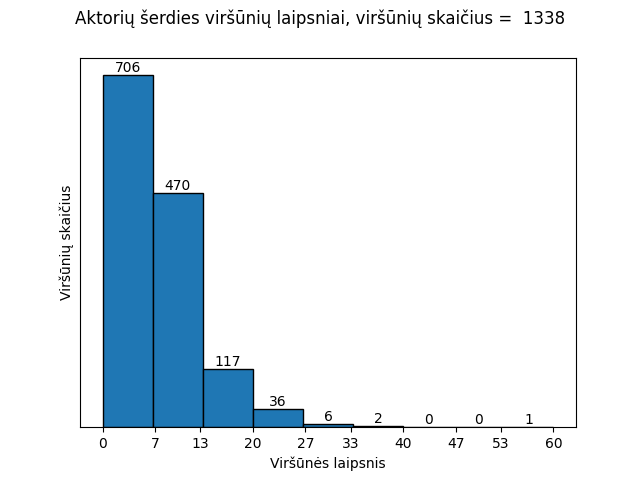 Aktorių šerdies viršūnių laipsniai, viršūnių skaičius =  1338
706
470
117
36
6
2
0
0
1
Viršūnių skaičius
0 7 13 20 27 33 40 47 53 60
Viršūnės laipsnis